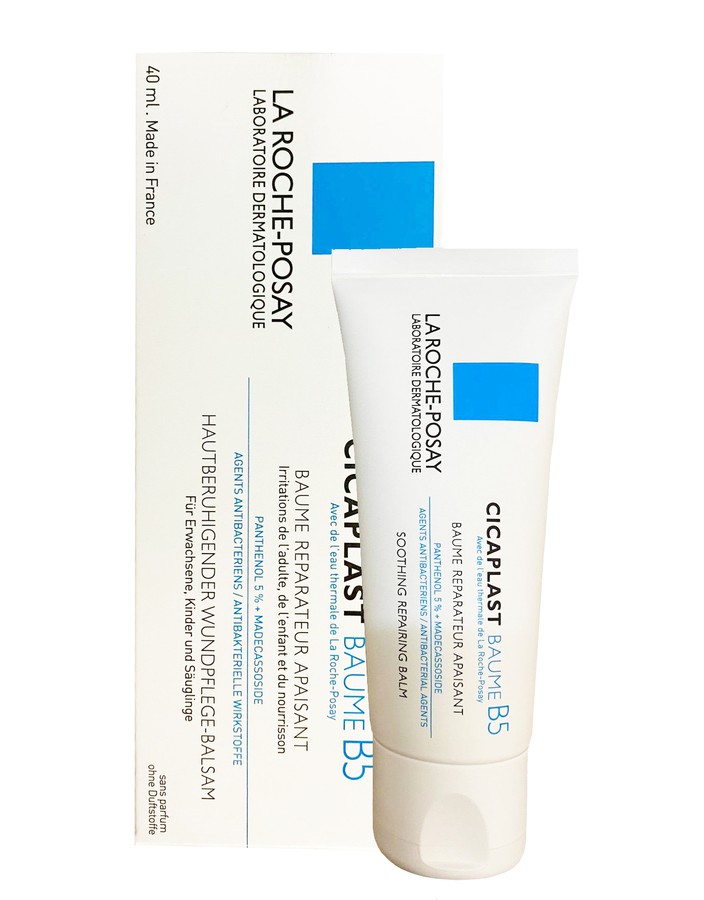 LA ROCHE-POSAY
LABORATOIRE DERMATOLOGIQUE
CICAPLAST BAUME B5
Avec de l'eau thermale de La Roche-Posay
BAUME REPARATEUR APAISANT
Irritations de l'adulte, de l'enfant et du nourrisson
PANTHENOL 5 % + MADECASSOSIDE
AGENTS ANTIBACTERIENS / ANTIBAKTERIELLE WIRKSTOFFE
HAUTBERUHIGENDER WUNDPFLEGE-BALSAM
Für Erwachsene, Kinder und Säuglinge
40 ml . Made in France
sans parfum
ohne Duftstoffe
LA ROCHE-POSAY
LABORATOIRE DERMATOLOGIQUE
CICAPLAST BAUME B5
Avec de l'eau thermale de La Roche-Posay
BAUME REPARATEUR APAISANT
PANTHENOL 5 % + MADECASSOSIDE
AGENTS ANTIBACTERIENS / ANTIBACTERIAL AGENTS
SOOTHING REPAIRING BALM